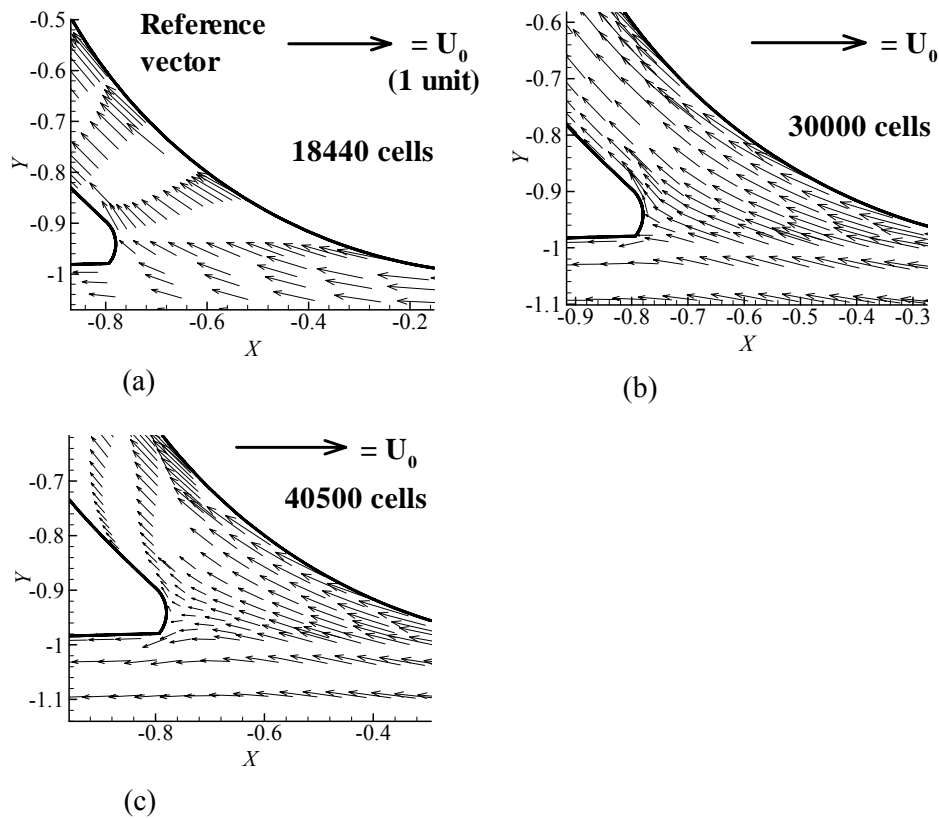 Reference vector
= U0
(1 unit)
18440 cells
-0.5
-0.6
-0.7
-0.8
-0.9
-1
Y
-0.8 -0.6 -0.4 -0.2
X
(a)
= U0
30000 cells
-0.6
-0.7
-0.8
-0.9
-1
-1.1
Y
-0.9 -0.8 -0.7 -0.6 -0.5 -0.4 -0.3
X
(b)
= U0
40500 cells
-0.7
-0.8
-0.9
-1
-1.1
Y
-0.8 -0.6 -0.4
X
(c)